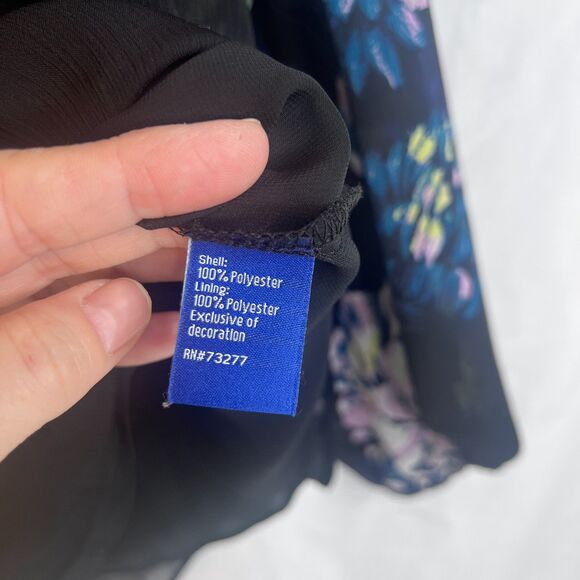 Shell:
100% Polyester
Lining:
100% Polyester
Exclusive of
decoration
RN#73277